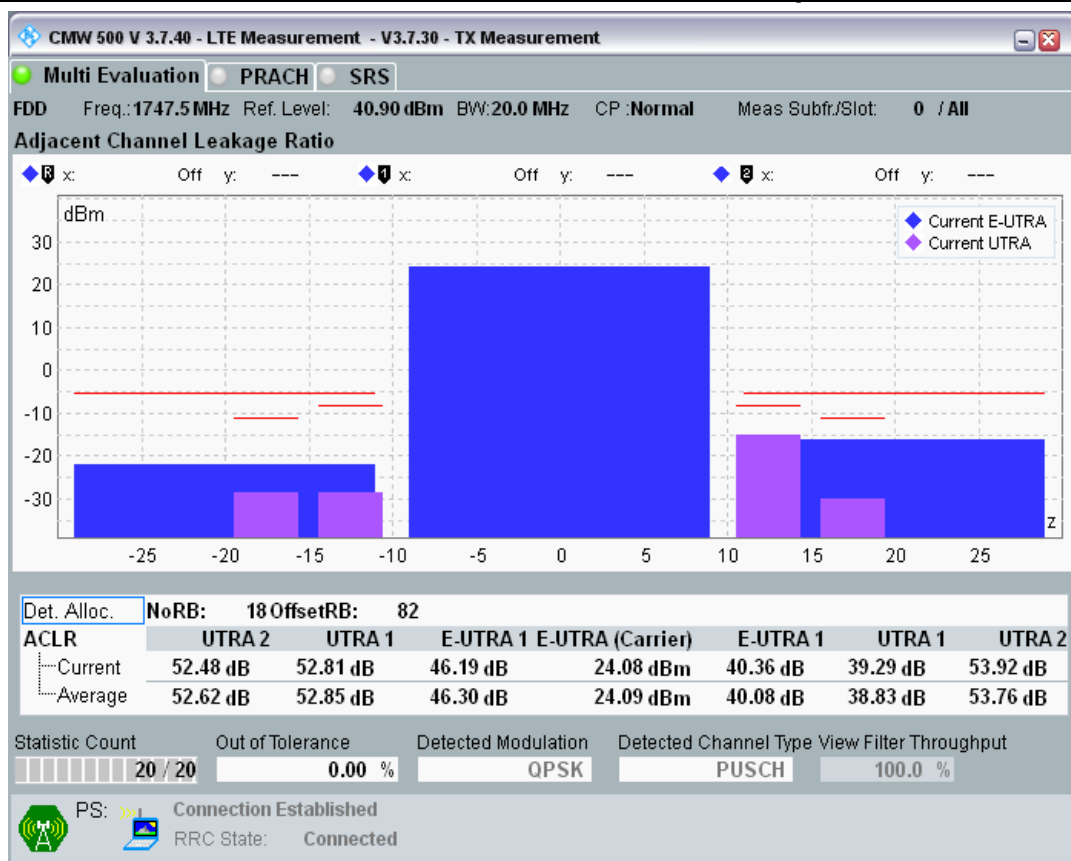 CMW 500 V 3.7.40 - LTE Measurement - V3.7.30 - TX Measurement
Multi Evaluation PRACH SRS
FDD Freq.:1747.5 MHz Ref. Level: 40.90 dBm BW:20.0 MHz CP :Normal Meas Subfr./Slot: 0 / All
Adjacent Channel Leakage Ratio
R x: Off y: --- 1 x: Off y: --- 2 x: Off y: ---
dBm
Current E-UTRA
Current UTRA
30
20
10
0
-10
-20
-30
z
-25 -20 -15 -10 -5 0 5 10 15 20 25
Det. Alloc. NoRB: 18 OffsetRB: 82
ACLR UTRA 2 UTRA 1 E-UTRA 1 E-UTRA (Carrier) E-UTRA 1 UTRA 1 UTRA 2
Current 52.48 dB 52.81 dB 46.19 dB 24.08 dBm 40.36 dB 39.29 dB 53.92 dB
Average 52.62 dB 52.85 dB 46.30 dB 24.09 dBm 40.08 dB 38.83 dB 53.76 dB
Statistic Count Out of Tolerance Detected Modulation Detected Channel Type View Filter Throughput
20 / 20 0.00 % QPSK PUSCH 100.0 %
PS: Connection Established
RRC State: Connected